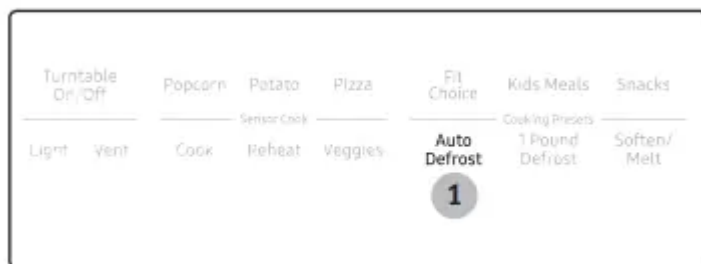 Turntable On/Off Popcorn Potato Pizza Fit Choice Kids Meals Snacks
Sensor Cook Cooking Presets
Light Vent Cook Reheat Veggies Auto Defrost 1 Pound Defrost Soften/ Melt
1